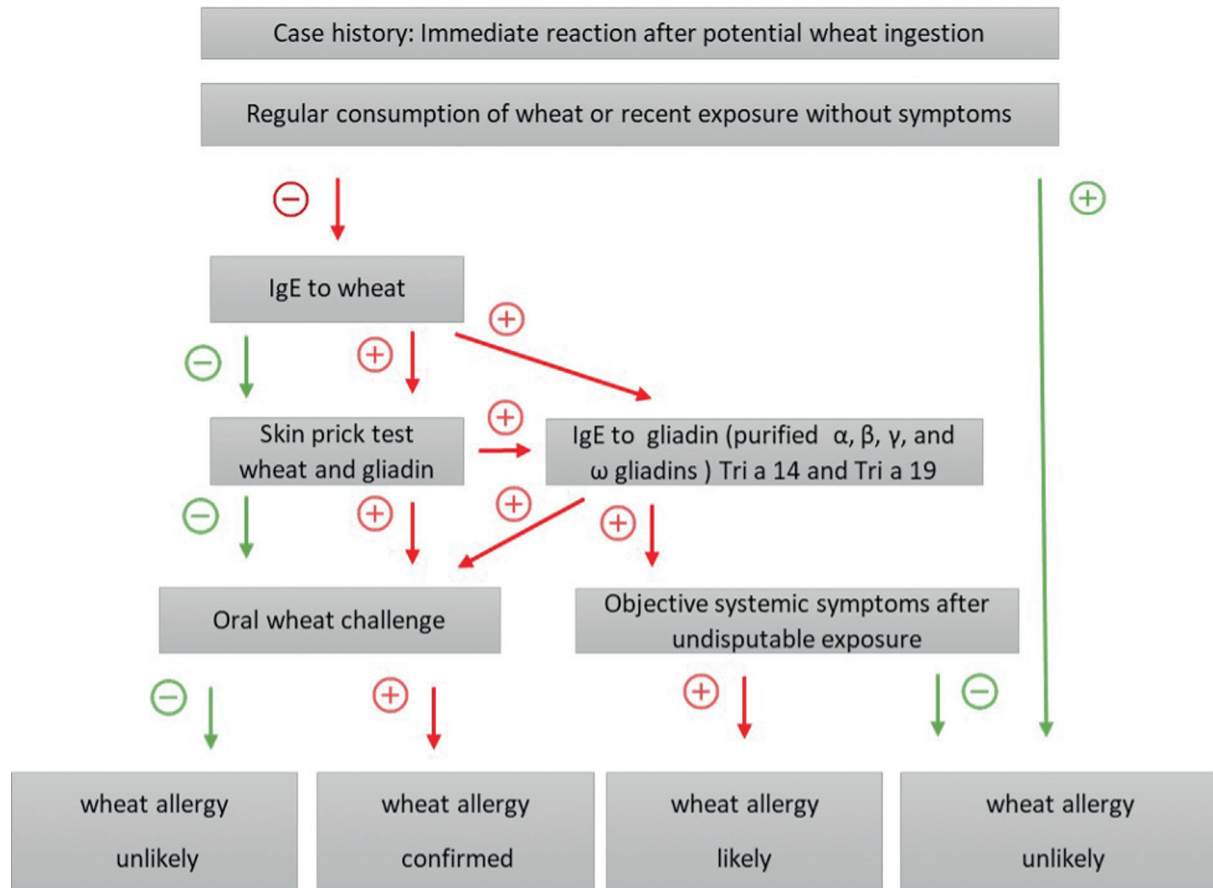 Case history: Immediate reaction after potential wheat ingestion
Regular consumption of wheat or recent exposure without symptoms
−
+
IgE to wheat
+
−
+
Skin prick test
wheat and gliadin
+
IgE to gliadin (purified α, β, γ, and
ω gliadins ) Tri a 14 and Tri a 19
−
+
+
+
Oral wheat challenge
Objective systemic symptoms after
undisputable exposure
−
+
+
−
wheat allergy
unlikely
wheat allergy
confirmed
wheat allergy
likely
wheat allergy
unlikely